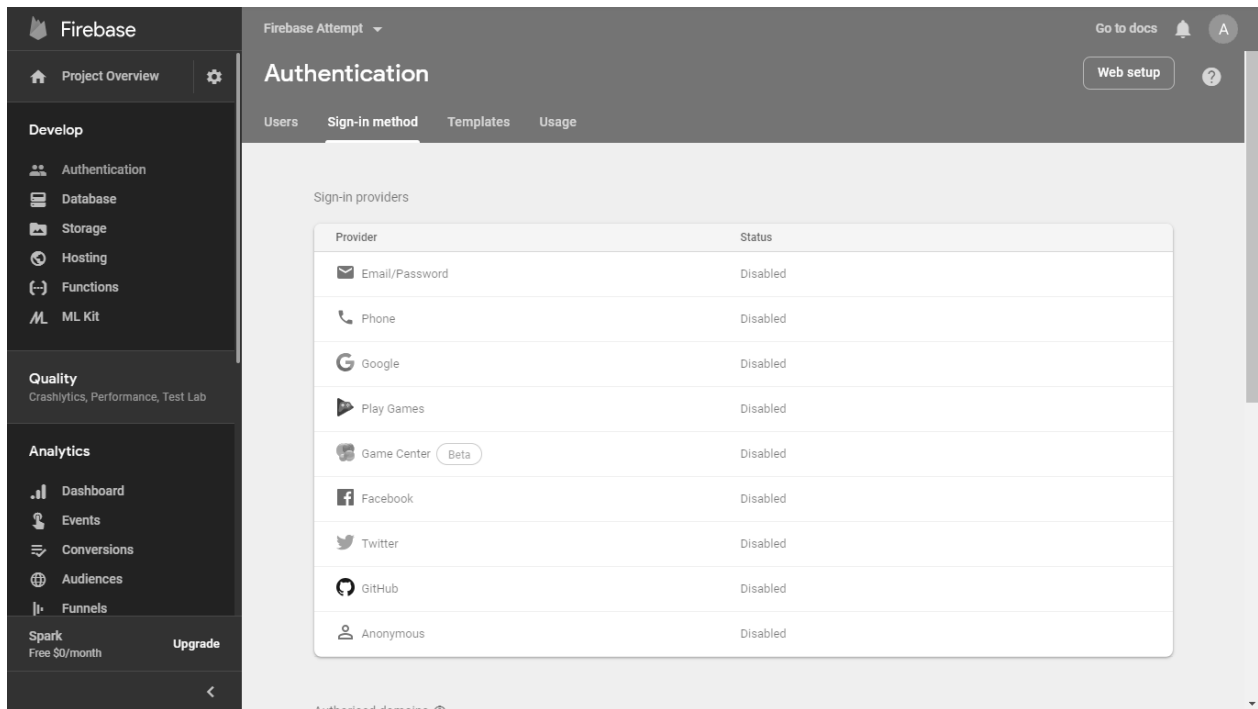 Firebase
Project Overview
Develop
Authentication
Database
Storage
Hosting
Functions
ML Kit
Quality
Crashlytics, Performance, Test Lab
Analytics
Dashboard
Events
Conversions
Audiences
Funnels
Spark
Free $0/month
Upgrade
Firebase Attempt
Go to docs
A
Authentication
Web setup
Users Sign-in method Templates Usage
Sign-in providers
Provider Status
Email/Password Disabled
Phone Disabled
Google Disabled
Play Games Disabled
Game Center Beta Disabled
Facebook Disabled
Twitter Disabled
GitHub Disabled
Anonymous Disabled
Authorised domains